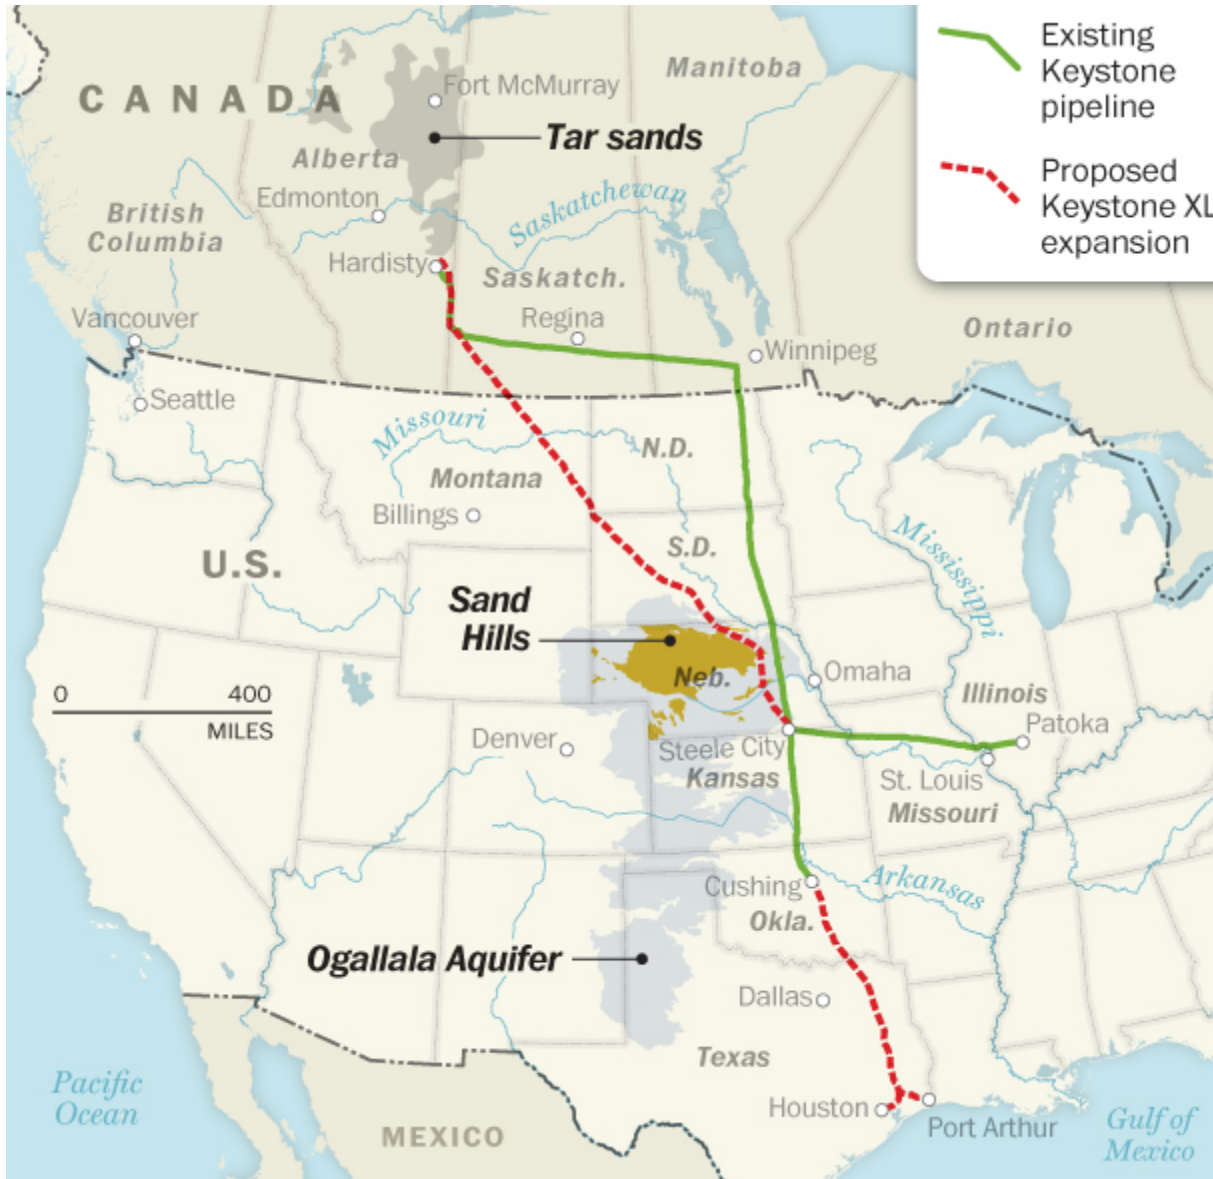 Existing
Keystone
pipeline
Proposed
Keystone XL
expansion
CANADA
Fort McMurray
Manitoba
Tar sands
Alberta
Edmonton
British
Columbia
Saskatchewan
Hardisty
Saskatch.
Vancouver
Regina
Winnipeg
Ontario
Seattle
Missouri
N.D.
Montana
Billings
Mississippi
U.S.
S.D.
Sand
Hills
Neb.
Omaha
0 400
MILES
Illinois
Patoka
Denver
Steele City
Kansas
St. Louis
Missouri
Cushing
Arkansas
Okla.
Ogallala Aquifer
Dallas
Texas
Pacific
Ocean
Houston
Port Arthur
MEXICO
Gulf of
Mexico